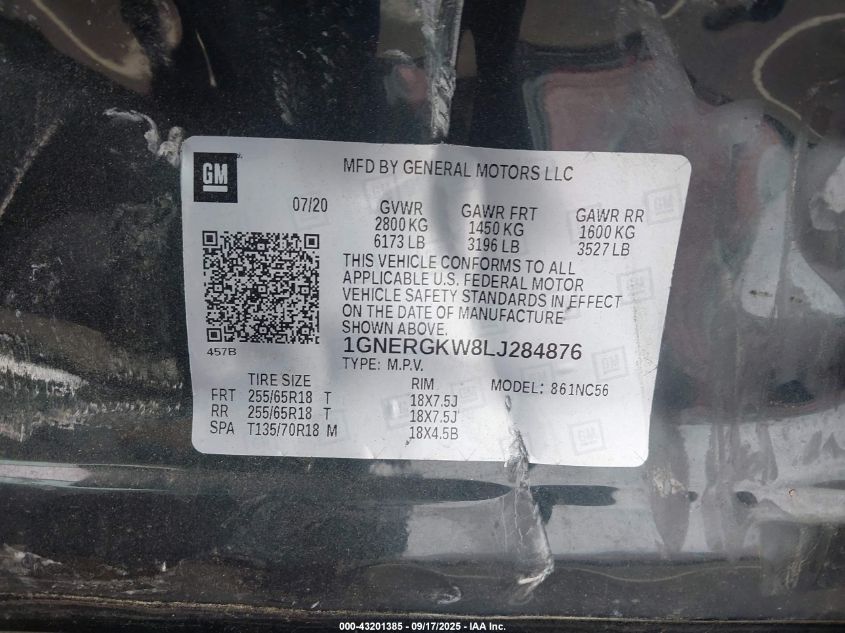 GM
MFD BY GENERAL MOTORS LLC
07/20 GVWR GAWR FRT GAWR RR
2800 KG 1450 KG 1600 KG
6173 LB 3196 LB 3527 LB
THIS VEHICLE CONFORMS TO ALL
APPLICABLE U.S. FEDERAL MOTOR
VEHICLE SAFETY STANDARDS IN EFFECT
ON THE DATE OF MANUFACTURE
SHOWN ABOVE.
457B
1GNERGKW8LJ284876
TYPE: M.P.V.
TIRE SIZE RIM MODEL: 861NC56
FRT 255/65R18 T 18X7.5J
RR 255/65R18 T 18X7.5J
SPA T135/70R18 M 18X4.5B
000-43201385 - 09/17/2025 - IAA Inc.